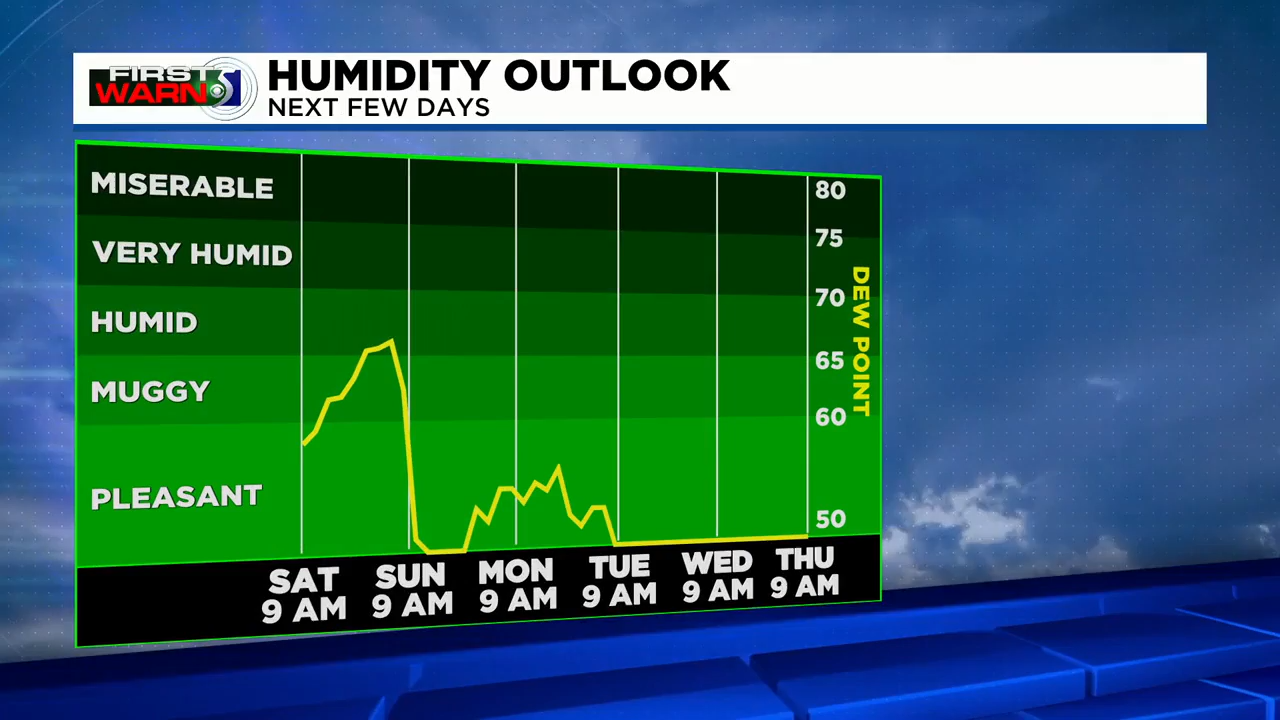 FIRST
WARN 5
HUMIDITY OUTLOOK
NEXT FEW DAYS
MISERABLE
VERY HUMID
HUMID
MUGGY
PLEASANT
80
75
70
65
60
50
DEW POINT
SAT SUN MON TUE WED THU
9 AM 9 AM 9 AM 9 AM 9 AM 9 AM